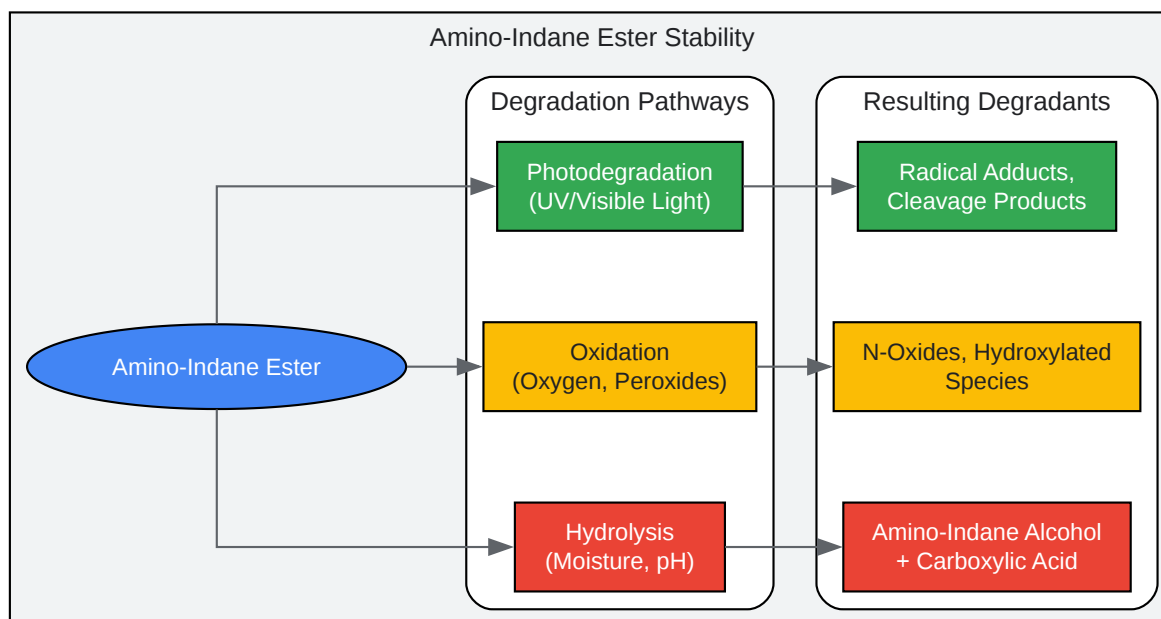 Amino-Indane Ester Stability
Degradation Pathways
Resulting Degradants
Photodegradation
(UV/Visible Light)
Radical Adducts,
Cleavage Products
Amino-Indane Ester
Oxidation
(Oxygen, Peroxides)
N-Oxides, Hydroxylated
Species
Hydrolysis
(Moisture, pH)
Amino-Indane Alcohol
+ Carboxylic Acid